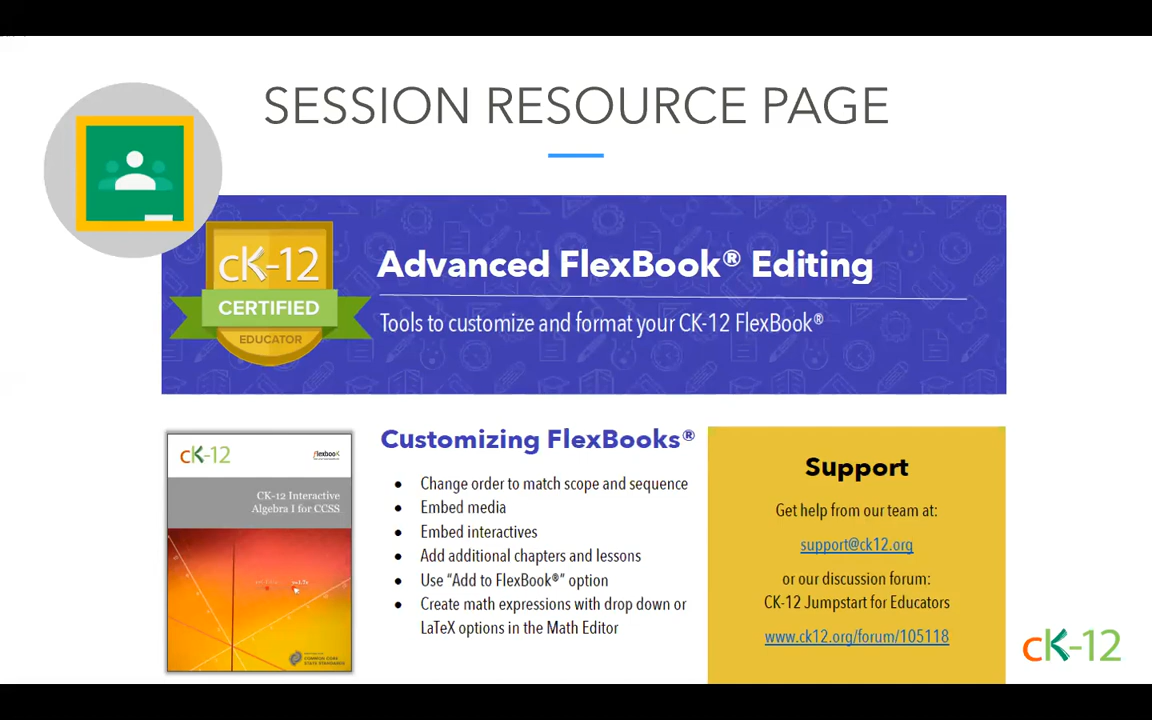 SESSION RESOURCE PAGE
cK-12
CERTIFIED
EDUCATOR
Advanced FlexBook® Editing
Tools to customize and format your CK-12 FlexBook®
cK-12
flexbook
CK-12 Interactive
Algebra I for CCSS
COMMON CORE
STATE STANDARDS
Customizing FlexBooks®
• Change order to match scope and sequence
• Embed media
• Embed interactives
• Add additional chapters and lessons
• Use “Add to FlexBook®” option
• Create math expressions with drop down or
LaTeX options in the Math Editor
Support
Get help from our team at:
support@ck12.org
or our discussion forum:
CK-12 Jumpstart for Educators
www.ck12.org/forum/105118
cK-12